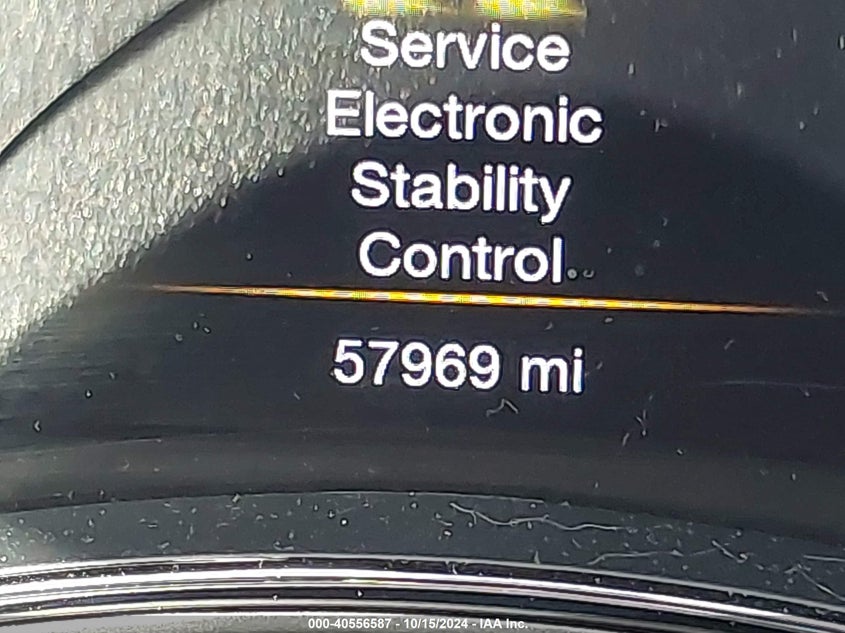 Service
Electronic
Stability
Control
57969 mi
000-40556587 - 10/15/2024 - IAA Inc.